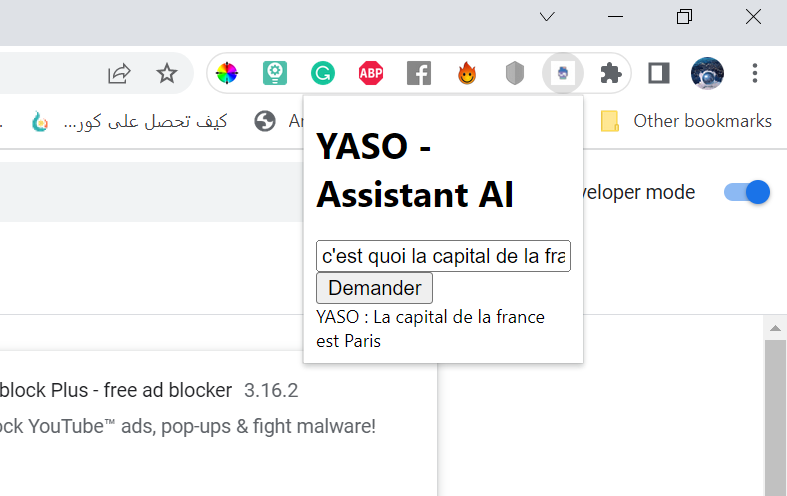 ABP
كيف تحصل على كور...
Other bookmarks
YASO -
Assistant AI
veloper mode
c'est quoi la capital de la fra
Demander
YASO : La capital de la france
est Paris
block Plus - free ad blocker 3.16.2
ock YouTube™ ads, pop-ups & fight malware!